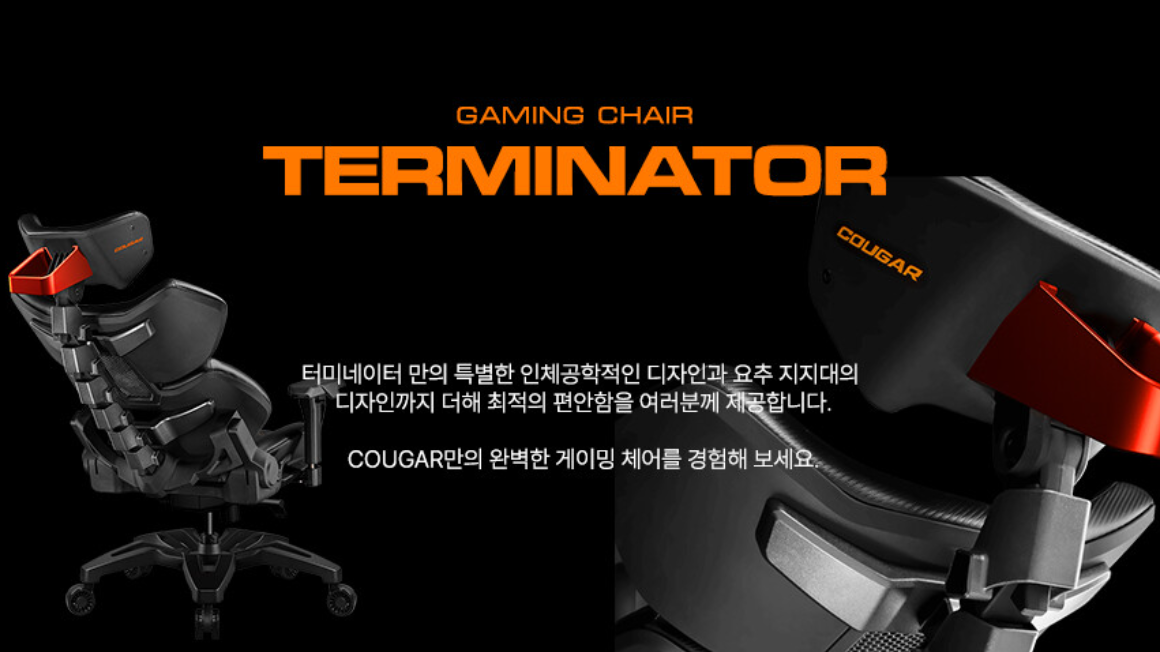 GAMING CHAIR
TERMINATOR
COUGAR
COUGAR
터미네이터 만의 특별한 인체공학적인 디자인과 요추 지지대의
디자인까지 더해 최적의 편안함을 여러분께 제공합니다.
COUGAR만의 완벽한 게이밍 체어를 경험해 보세요.